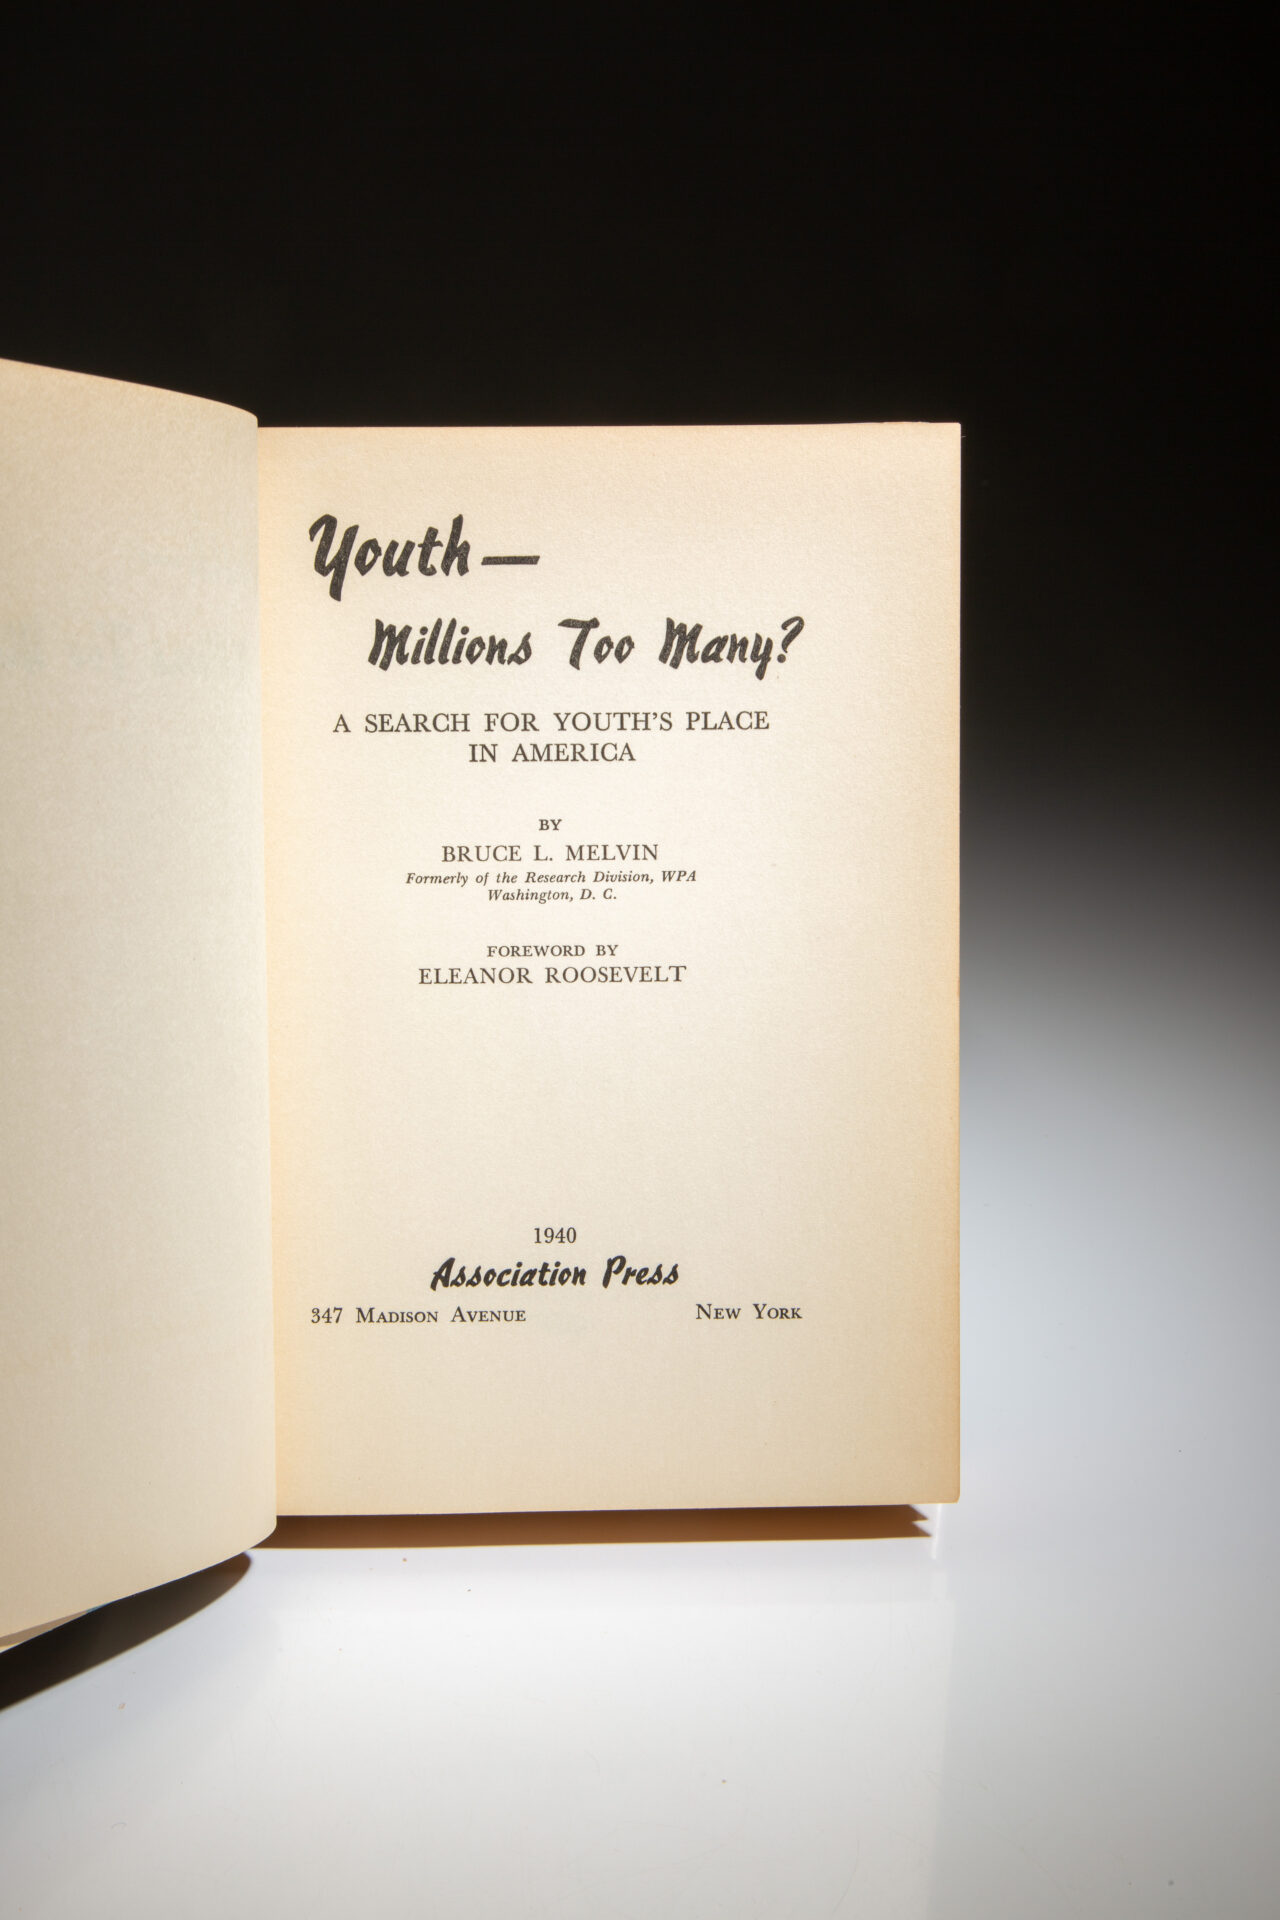 Youth—
Millions Too Many?
A SEARCH FOR YOUTH'S PLACE
IN AMERICA
BY
BRUCE L. MELVIN
Formerly of the Research Division, WPA
Washington, D. C.
FOREWORD BY
ELEANOR ROOSEVELT
1940
Association Press
347 MADISON AVENUE NEW YORK